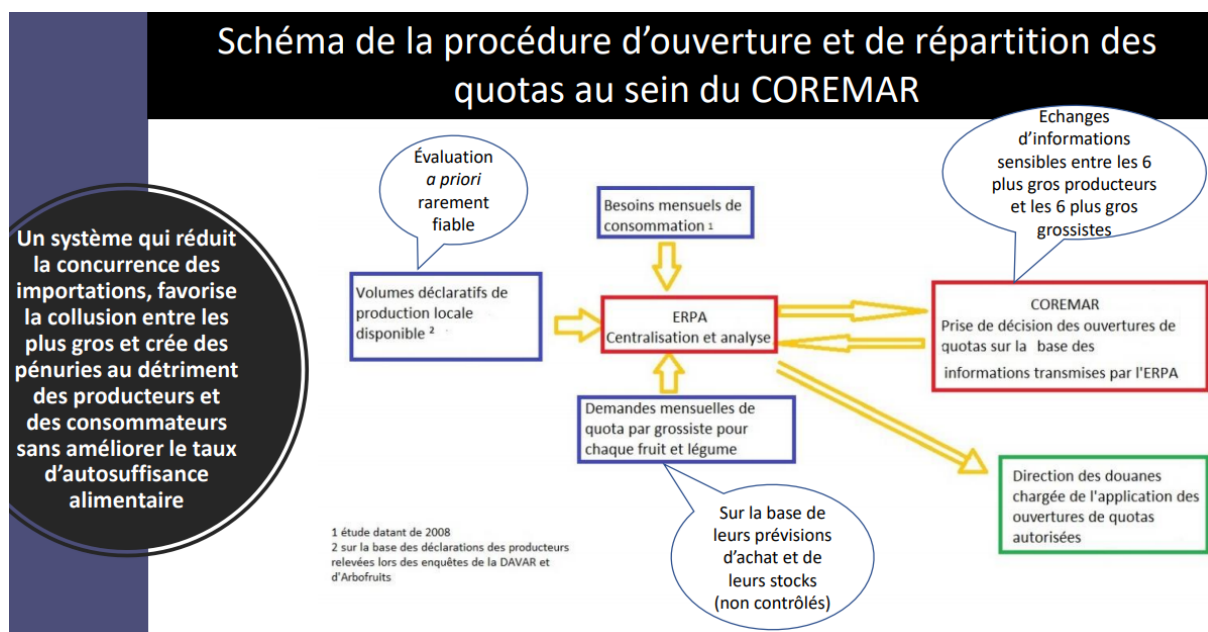 Schéma de la procédure d'ouverture et de répartition des
quotas au sein du COREMAR
Un système qui réduit
la concurrence des
importations, favorise
la collusion entre les
plus gros et crée des
pénuries au détriment
des producteurs et
des consommateurs
sans améliorer le taux
d'autosuffisance
alimentaire
Évaluation
a priori
rarement
fiable
Volumes déclaratifs de
production locale
disponible ²
Besoins mensuels de
consommation 1
ERPA
Centralisation et analyse
Demandes mensuelles de
quota par grossiste pour
chaque fruit et légume
Sur la base de
leurs prévisions
d'achat et de
leurs stocks
(non contrôlés)
Echanges
d'informations
sensibles entre les 6
plus gros producteurs
et les 6 plus gros
grossistes
COREMAR
Prise de décision des ouvertures de
quotas sur la base des
informations transmises par l'ERPA
Direction des douanes
chargée de l'application des
ouvertures de quotas
autorisées
1 étude datant de 2008
2 sur la base des déclarations des producteurs
relevées lors des enquêtes de la DAVAR et
d'Arbofruits